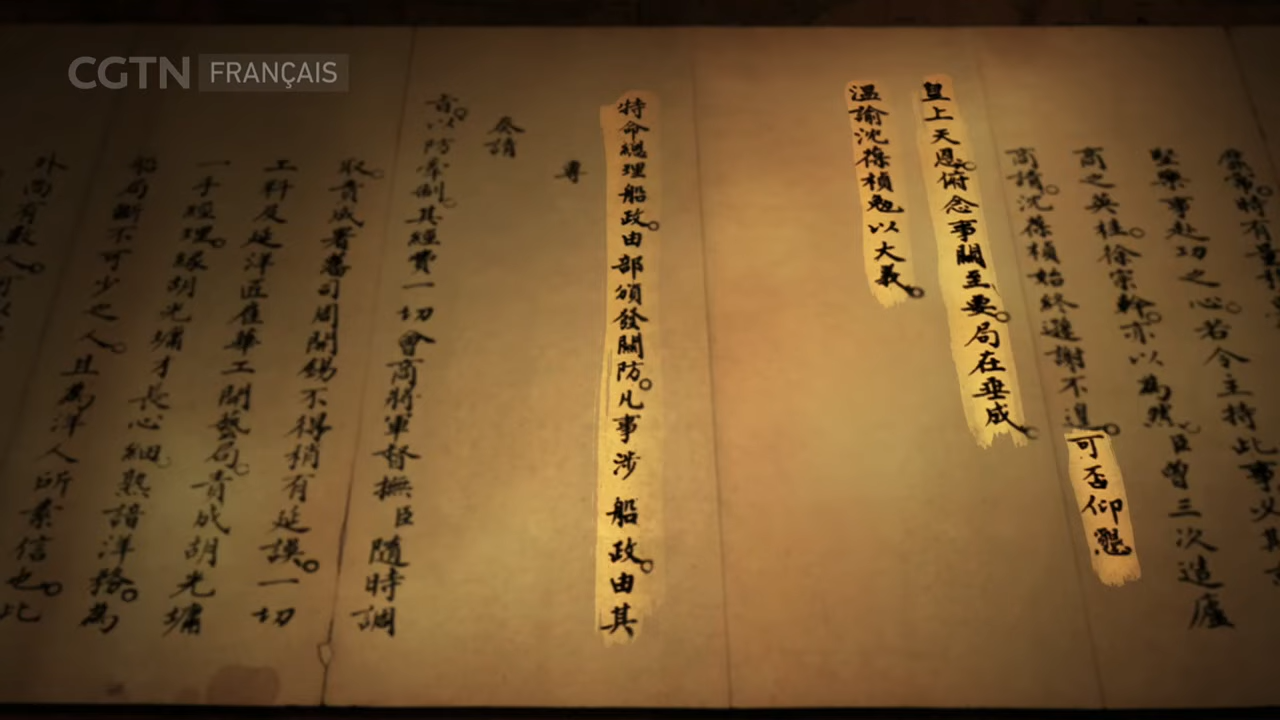 CGTN FRANÇAIS
堅樂事赴功之心。若令主持此事必
商之英桂。徐宗幹。亦以為然。臣曾三次造廬
商請。沈葆楨始終遜謝不遑。可否仰懇
皇上天恩。俯念事關至要。局在垂成。
溫諭沈葆楨勉以大義。
特命總理船政。由部頒發關防。凡事涉 船政。由其
專
奏請
旨。以防牽制。其經費一切會商將軍督撫臣隨時調
取。責成署藩司周開錫不得稍有延誤。一切
工料及延洋匠雇華工開藝局。責成胡光墉
一手經理。緣胡光墉才長心細。熟諳洋務。為
船局斷不可少之人。且為洋人所素信也。此
外尚有數人